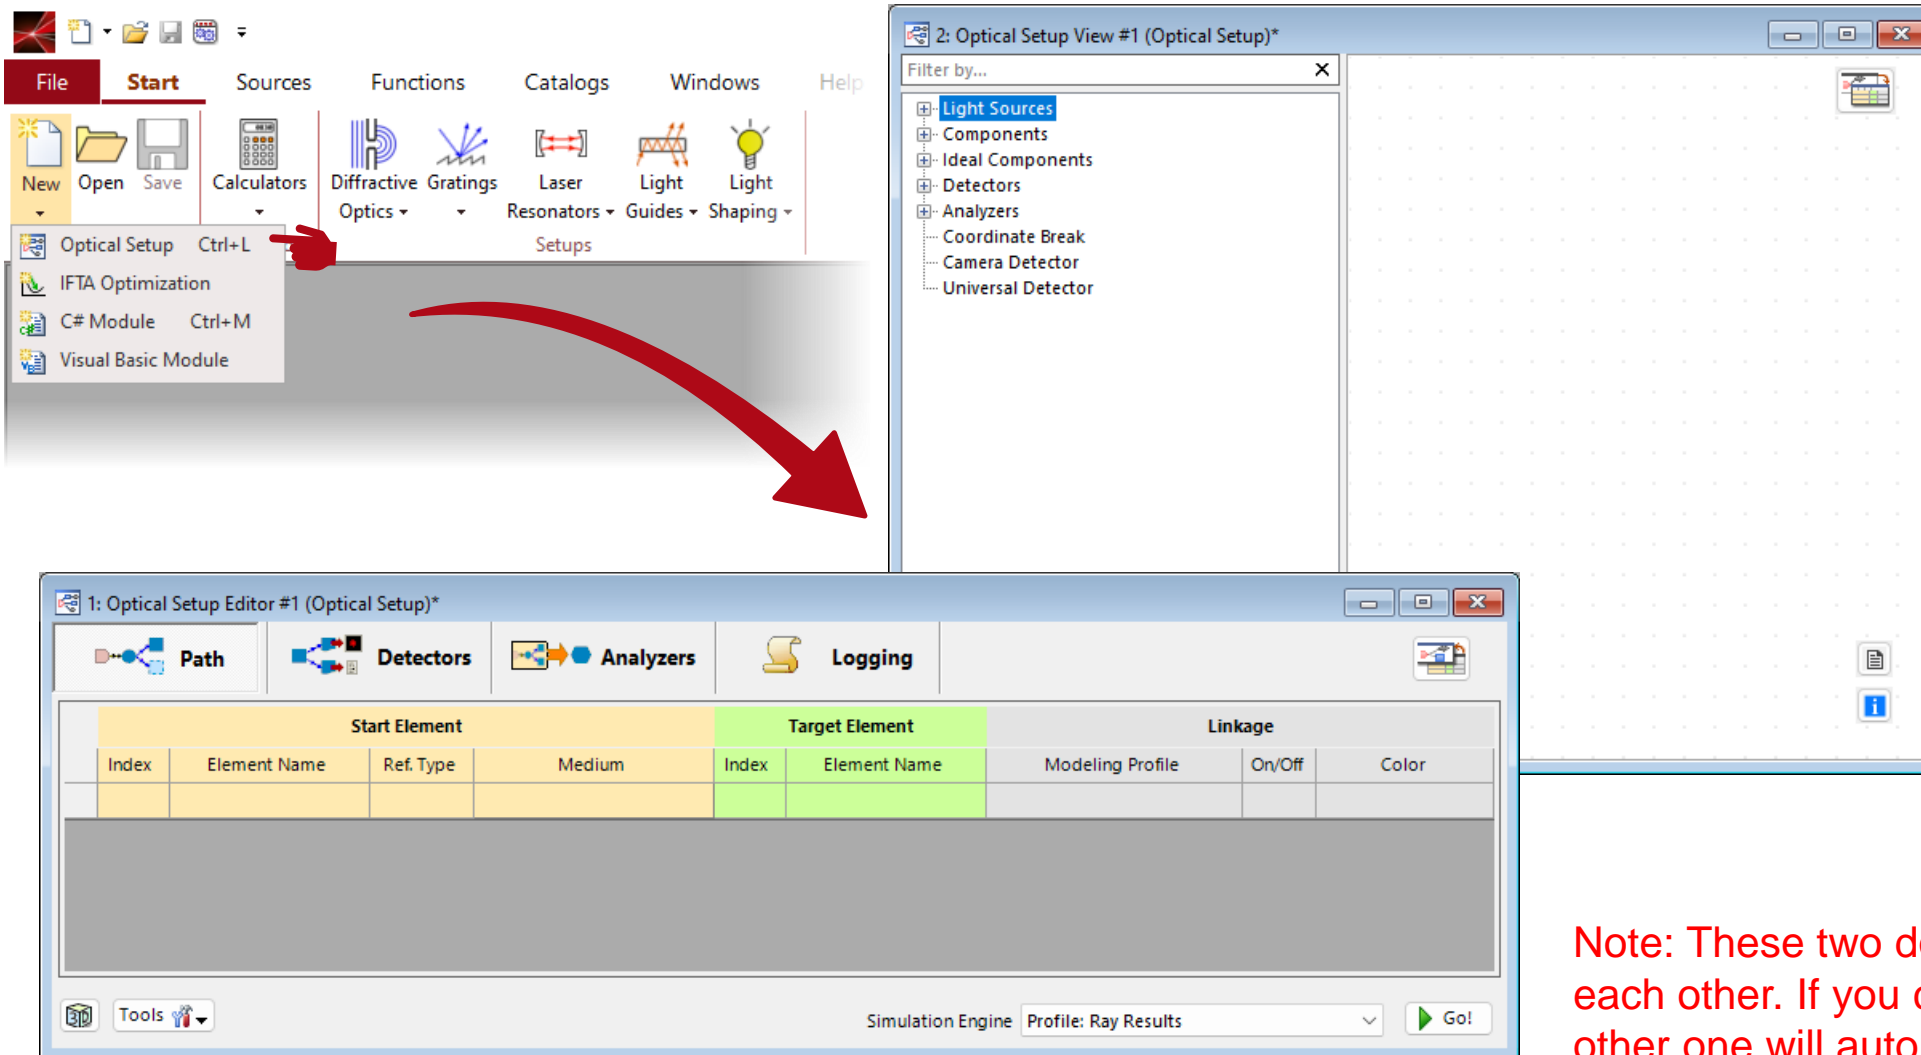 File Start Sources Functions Catalogs Windows Help
New Open Save Calculators Diffractive Optics Gratings Laser Resonators Light Guides Light Shaping
Setups
Optical Setup Ctrl+L
IFTA Optimization
C# Module Ctrl+M
Visual Basic Module
2: Optical Setup View #1 (Optical Setup)*
Filter by...
Light Sources
Components
Ideal Components
Detectors
Analyzers
Coordinate Break
Camera Detector
Universal Detector
1: Optical Setup Editor #1 (Optical Setup)*
Path Detectors Analyzers Logging
Start Element Target Element Linkage
Index Element Name Ref. Type Medium Index Element Name Modeling Profile On/Off Color
3D Tools Simulation Engine Profile: Ray Results Go!
Note: These two
each other. If you
other one will